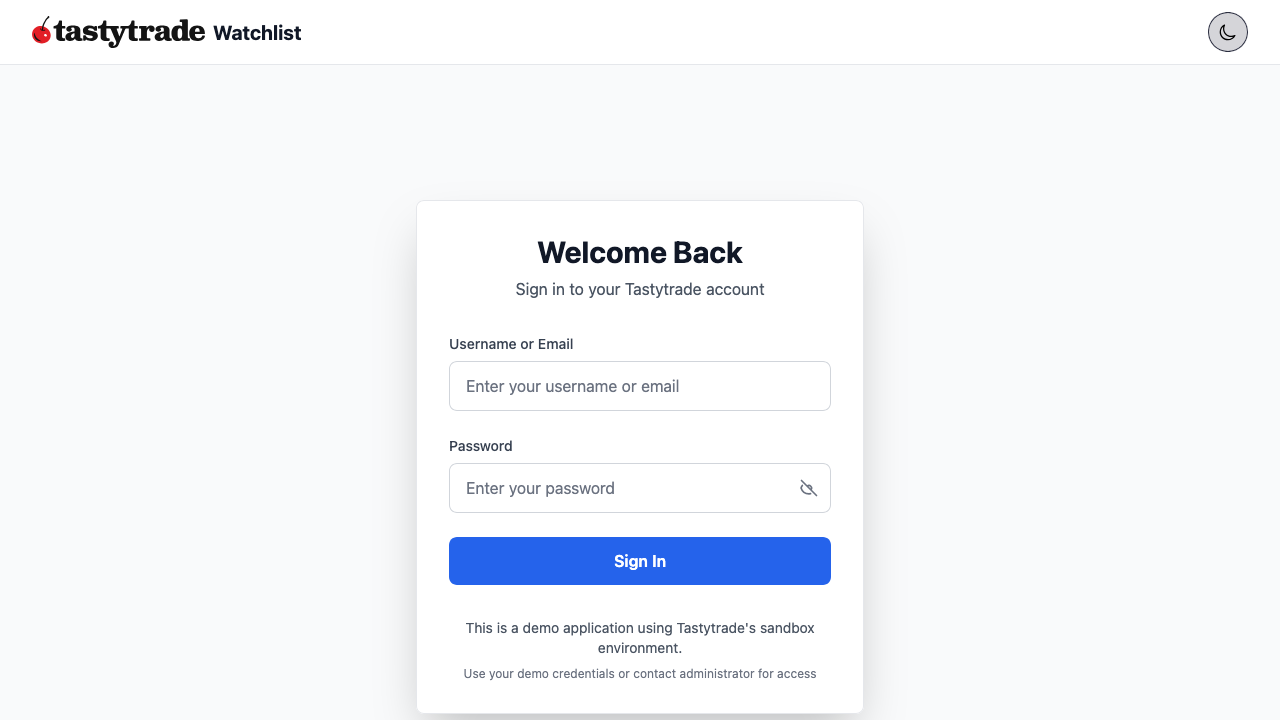 tastytrade Watchlist
Welcome Back
Sign in to your Tastytrade account
Username or Email
Enter your username or email
Password
Enter your password
Sign In
This is a demo application using Tastytrade's sandbox
environment.
Use your demo credentials or contact administrator for access